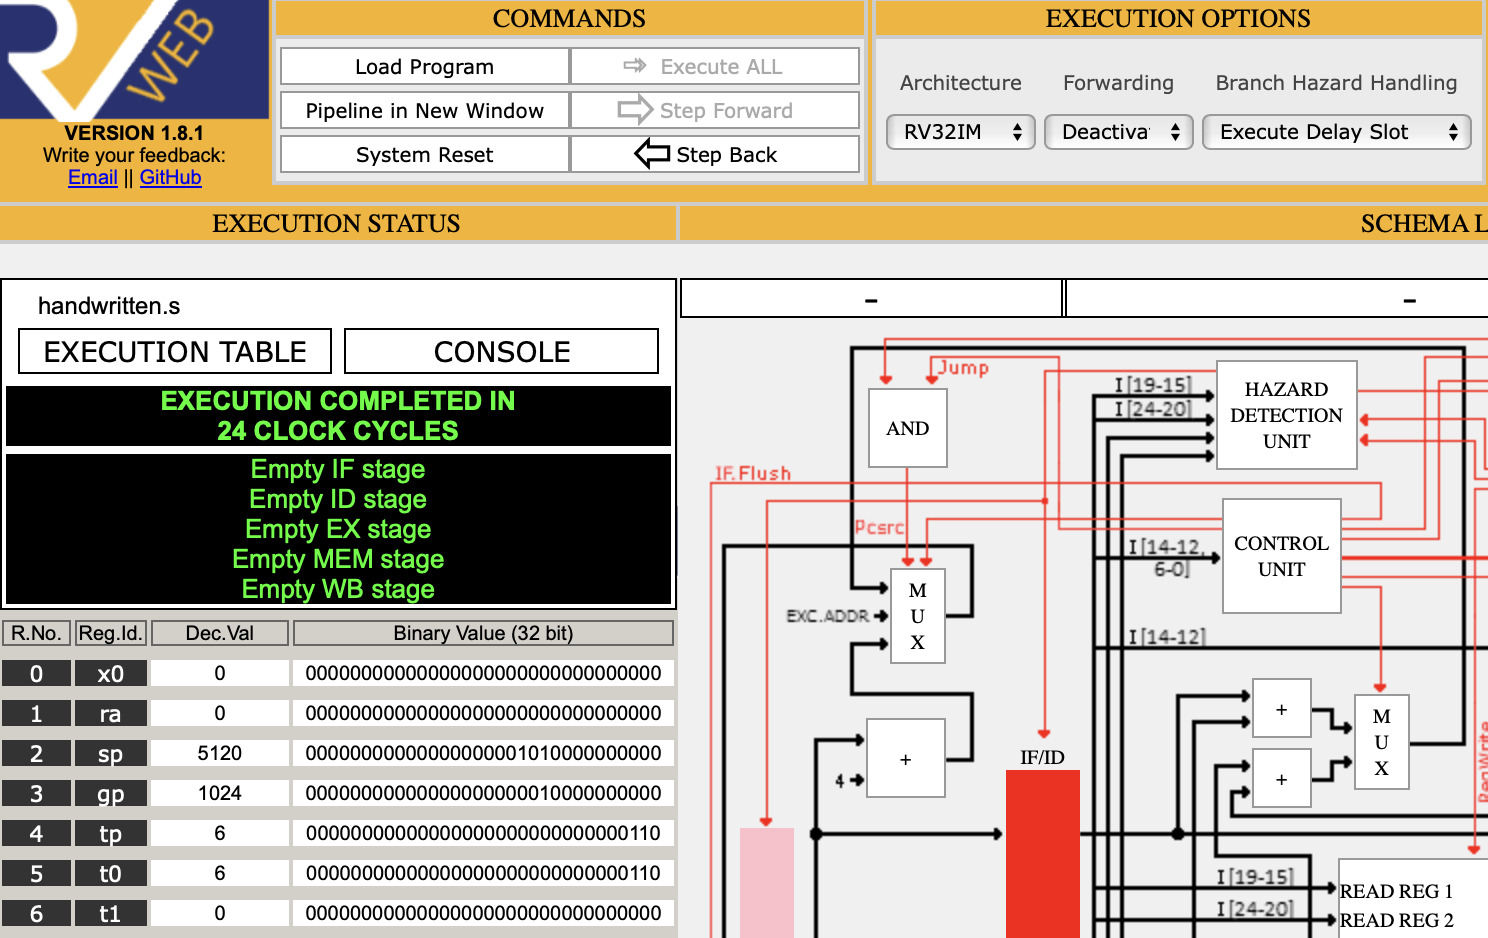 WEB
VERSION 1.8.1
Write your feedback:
Email || GitHub
COMMANDS
Load Program
Execute ALL
Pipeline in New Window
Step Forward
System Reset
Step Back
EXECUTION OPTIONS
Architecture Forwarding Branch Hazard Handling
RV32IM Deactiva Execute Delay Slot
EXECUTION STATUS
SCHEMA L
handwritten.s
EXECUTION TABLE CONSOLE
EXECUTION COMPLETED IN
24 CLOCK CYCLES
Empty IF stage
Empty ID stage
Empty EX stage
Empty MEM stage
Empty WB stage
R.No. Reg.Id. Dec.Val Binary Value (32 bit)
0 x0 0 00000000000000000000000000000000
1 ra 0 00000000000000000000000000000000
2 sp 5120 00000000000000000001010000000000
3 gp 1024 00000000000000000000010000000000
4 tp 6 00000000000000000000000000000110
5 t0 6 00000000000000000000000000000110
6 t1 0 00000000000000000000000000000000
– –
Jump
AND
I[19-15]
I[24-20]
HAZARD
DETECTION
UNIT
IF.Flush
Pcsrc
I[14-12,
6-0]
CONTROL
UNIT
M
U
X
EXC.ADDR
I[14-12]
+
4
IF/ID
+
+
M
U
X
RegWrite
I[19-15]
I[24-20]
READ REG 1
READ REG 2